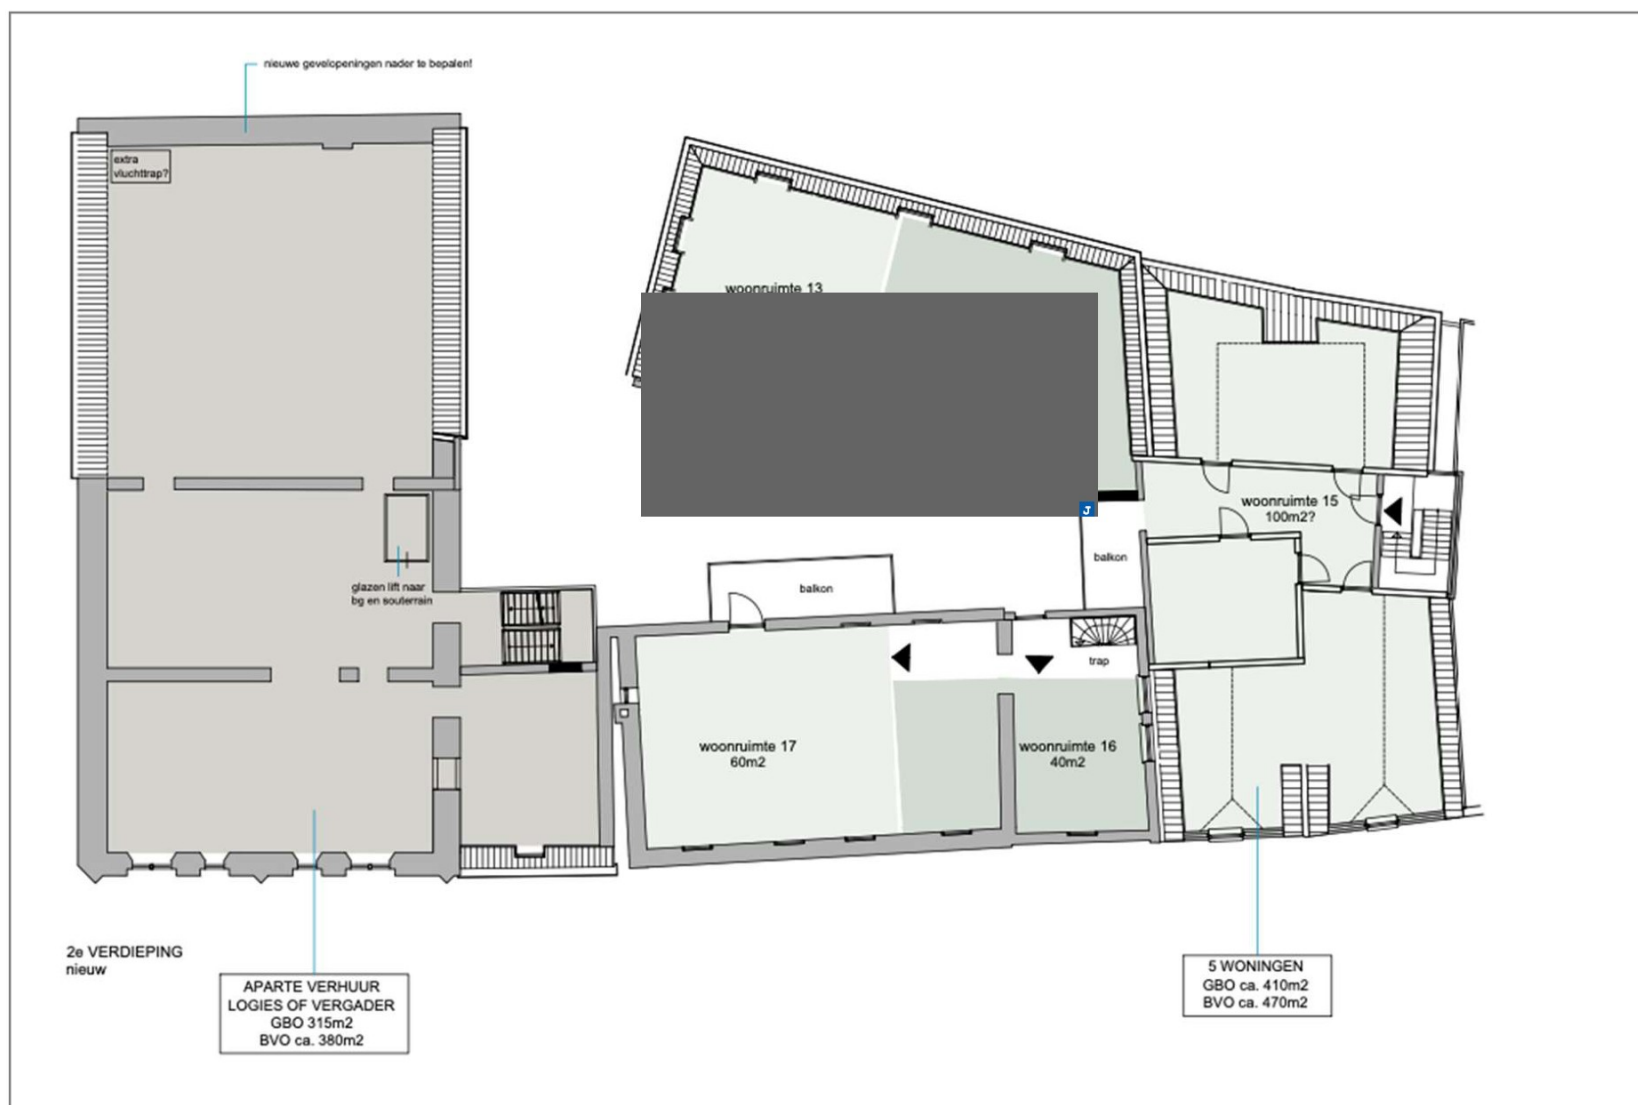 nieuwe gevelopeningen nader te bepalen!
extra
vluchttrap?
woonruimte 13
woonruimte 15
100m2?
glazen lift naar
bg en souterrain
balkon
balkon
trap
woonruimte 17
60m2
woonruimte 16
40m2
2e VERDIEPING
nieuw
APARTE VERHUUR
LOGIES OF VERGADER
GBO 315m2
BVO ca. 380m2
5 WONINGEN
GBO ca. 410m2
BVO ca. 470m2
J